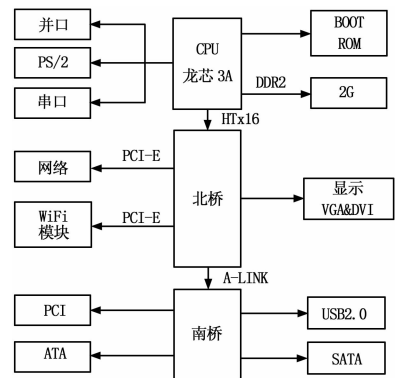 并口
PS/2
串口
CPU
龙芯 3A
BOOT
ROM
DDR2
2G
HTx16
网络
PCI-E
WiFi
模块
PCI-E
北桥
显示
VGA&DVI
A-LINK
PCI
ATA
南桥
USB2.0
SATA